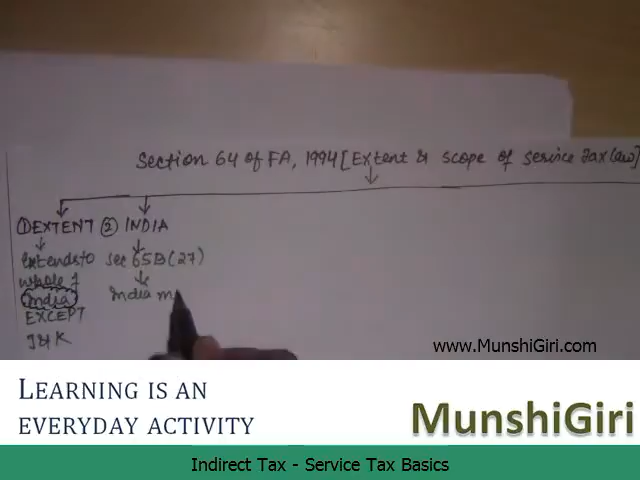 Section 64 of FA, 1994 [Extent & scope of service Tax law]
① EXTENT ② INDIA
extends to
whole of
India
EXCEPT
J&K
sec 65B (27)
India m
www.MunshiGiri.com
LEARNING IS AN
EVERYDAY ACTIVITY
MunshiGiri
Indirect Tax - Service Tax Basics